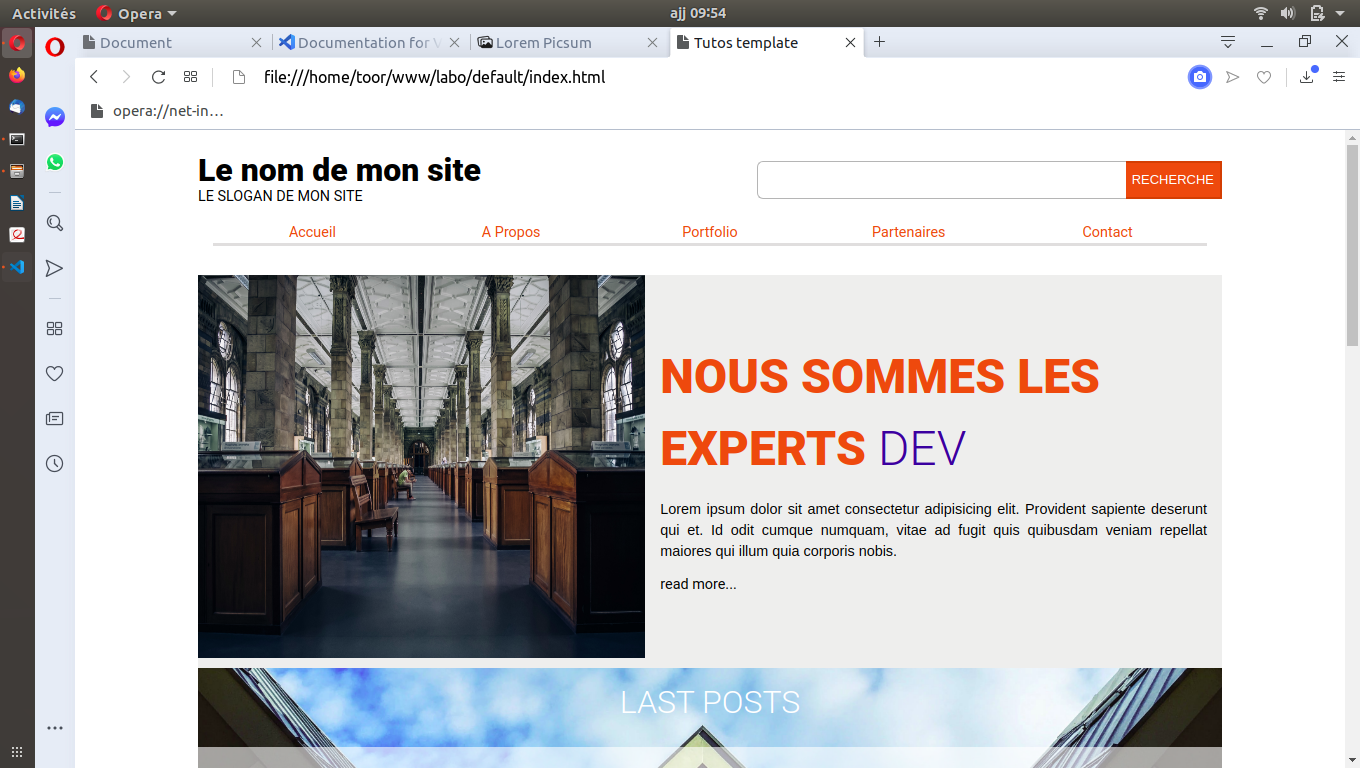 Activités Opera ajj 09:54
Document Documentation for V Lorem Picsum Tutos template
file:///home/toor/www/labo/default/index.html
opera://net-in…
Le nom de mon site
LE SLOGAN DE MON SITE
RECHERCHE
Accueil A Propos Portfolio Partenaires Contact
NOUS SOMMES LES
EXPERTS DEV
Lorem ipsum dolor sit amet consectetur adipisicing elit. Provident sapiente deserunt
qui et. Id odit cumque numquam, vitae ad fugit quis quibusdam veniam repellat
maiores qui illum quia corporis nobis.
read more...
LAST POSTS